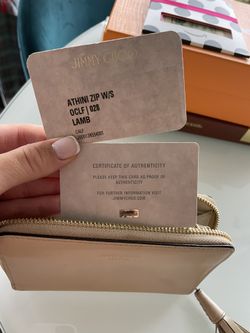 JIMMY CHOO
ATHINI ZIP W/S
OCLF | 028
LAMB
CALF
CERTIFICATE OF AUTHENTICITY
PLEASE KEEP THIS CARD AS PROOF OF
AUTHENTICITY
FOR FURTHER INFORMATION VISIT
JIMMYCHOO.COM